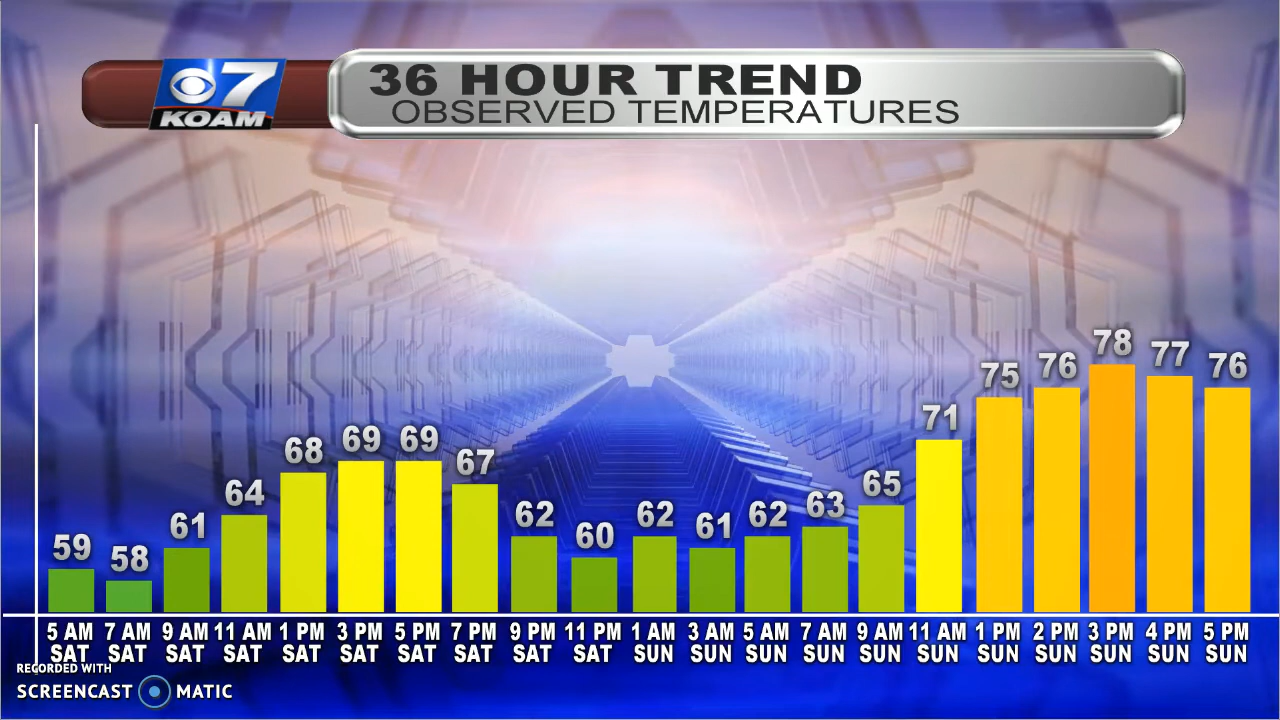 7
KOAM
36 HOUR TREND
OBSERVED TEMPERATURES
59 58 61 64 68 69 69 67 62 60 62 61 62 63 65 71 75 76 78 77 76
5 AM 7 AM 9 AM 11 AM 1 PM 3 PM 5 PM 7 PM 9 PM 11 PM 1 AM 3 AM 5 AM 7 AM 9 AM 11 AM 1 PM 2 PM 3 PM 4 PM 5 PM
SAT SAT SAT SAT SAT SAT SAT SAT SAT SAT SUN SUN SUN SUN SUN SUN SUN SUN SUN SUN SUN
RECORDED WITH
SCREENCAST MATIC